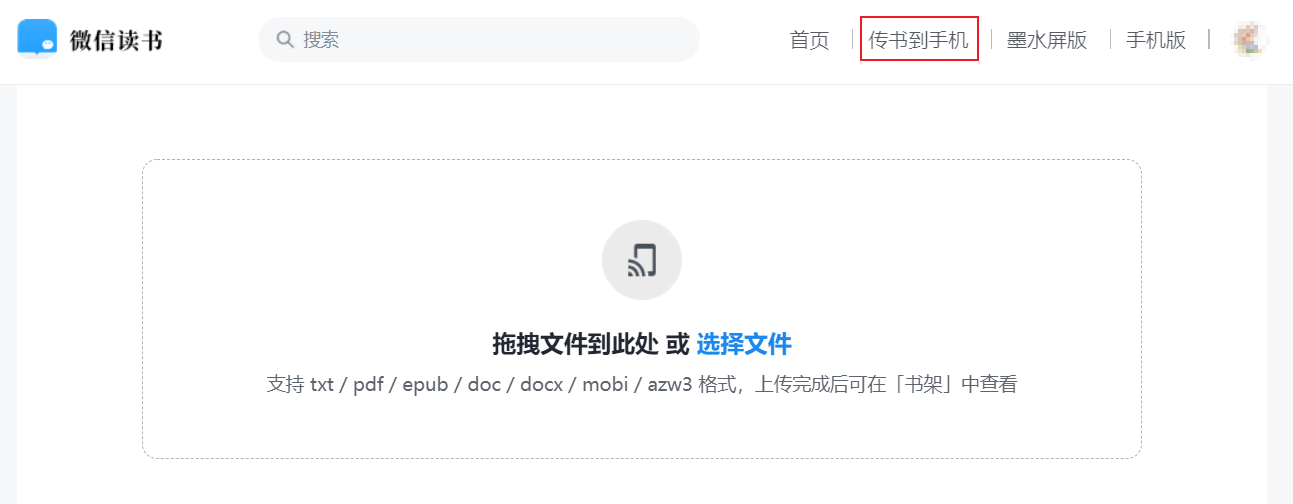 微信读书 搜索 首页 传书到手机 墨水屏版 手机版
拖拽文件到此处 或 选择文件
支持 txt / pdf / epub / doc / docx / mobi / azw3 格式，上传完成后可在「书架」中查看